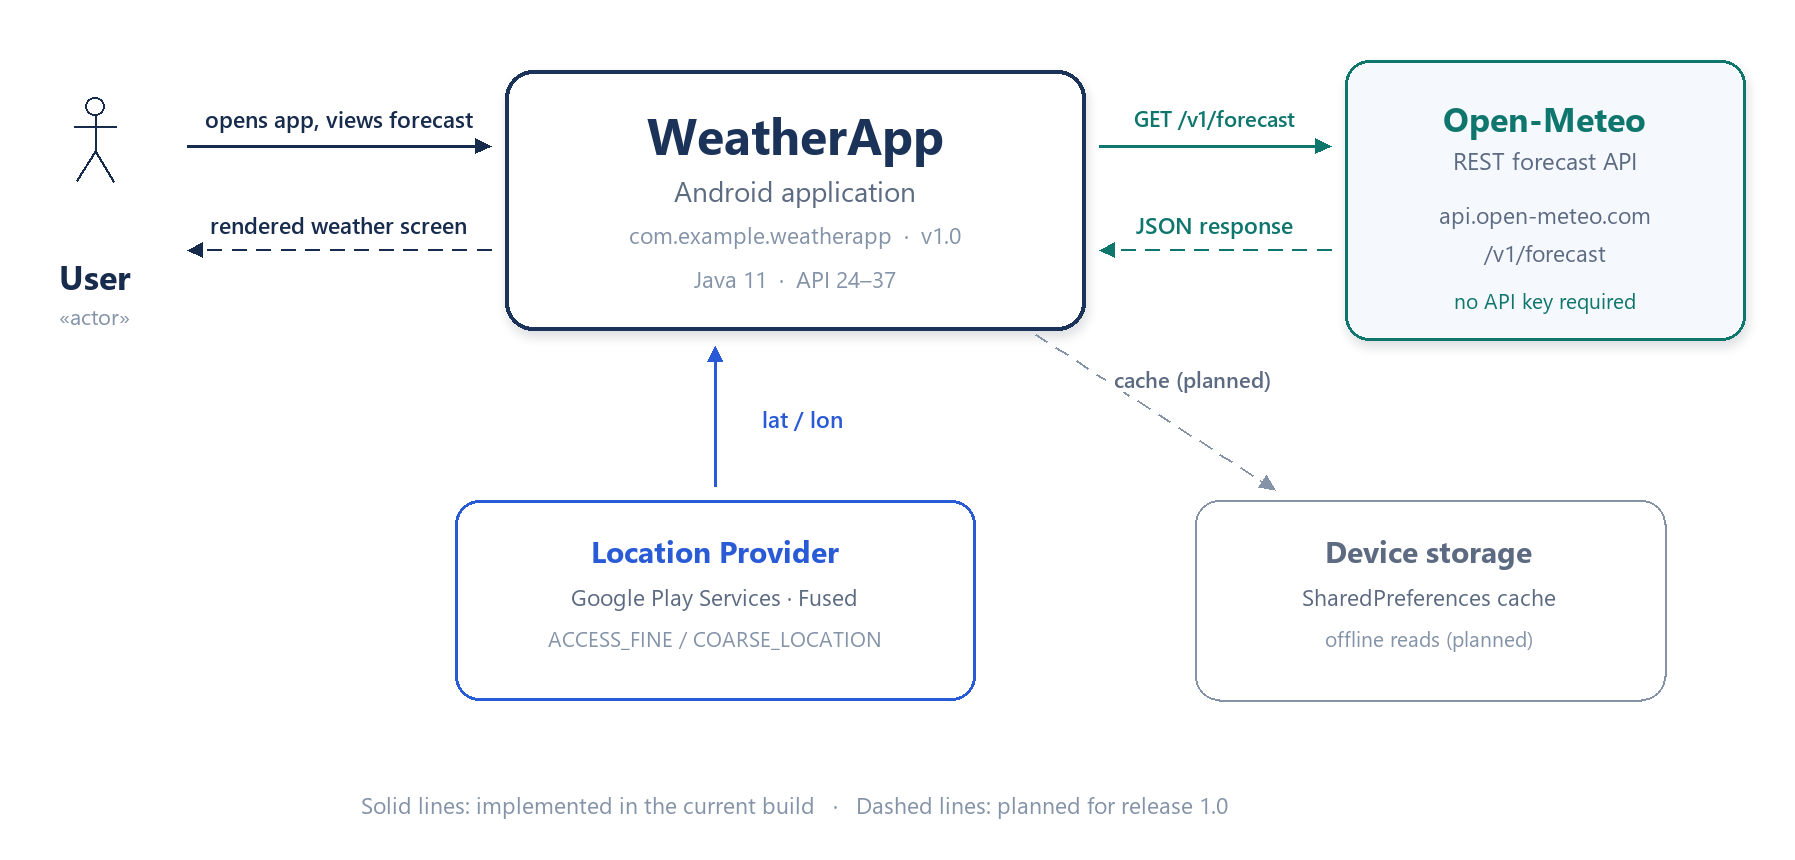 opens app, views forecast
rendered weather screen
User
«actor»
WeatherApp
Android application
com.example.weatherapp · v1.0
Java 11 · API 24–37
GET /v1/forecast
JSON response
Open-Meteo
REST forecast API
api.open-meteo.com
/v1/forecast
no API key required
lat / lon
cache (planned)
Location Provider
Google Play Services · Fused
ACCESS_FINE / COARSE_LOCATION
Device storage
SharedPreferences cache
offline reads (planned)
Solid lines: implemented in the current build · Dashed lines: planned for release 1.0